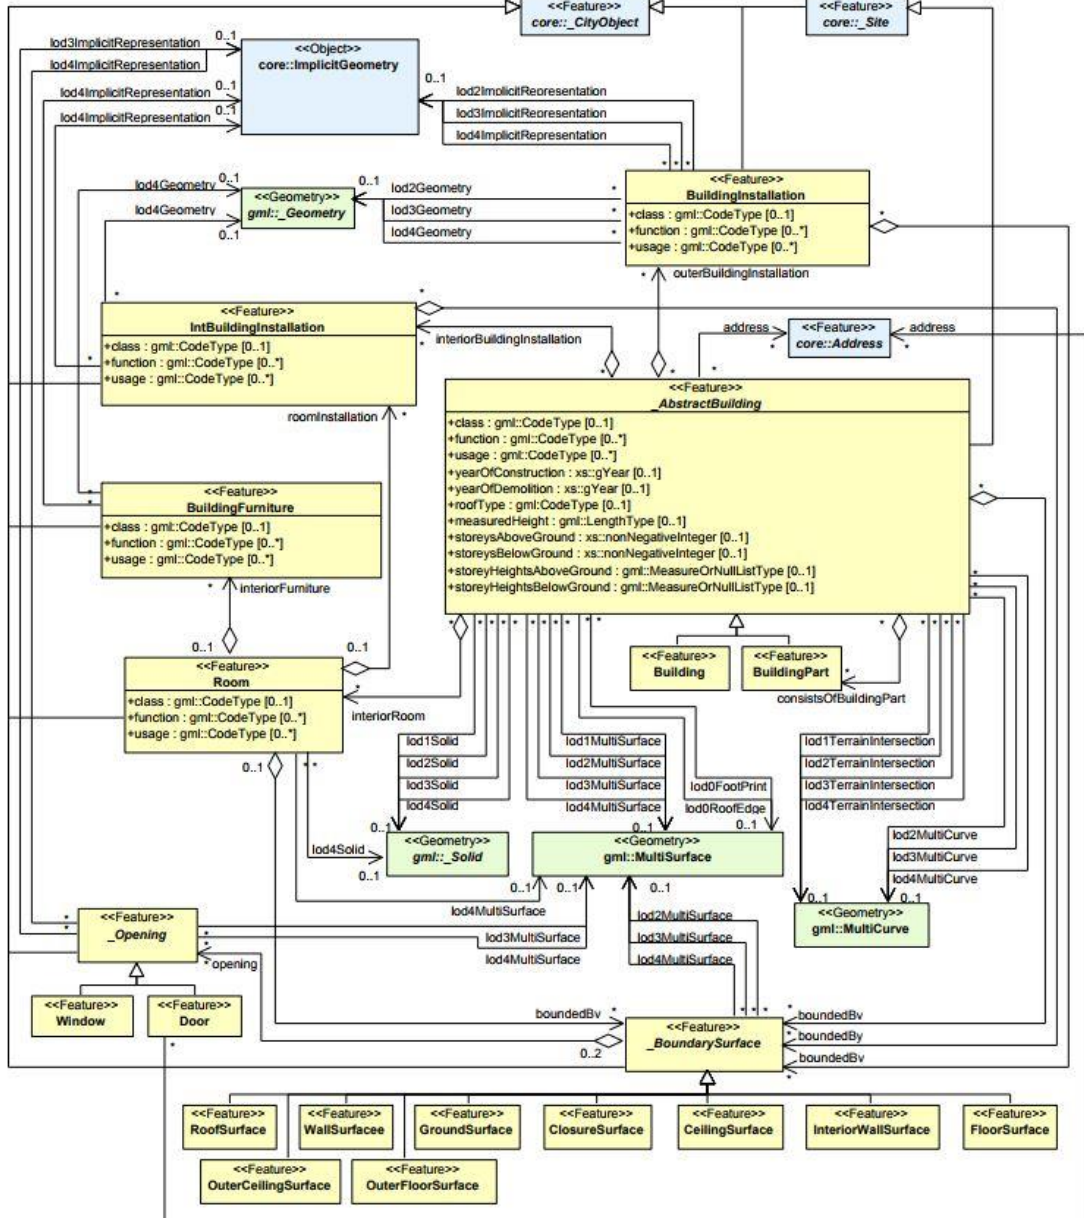 <<Feature>>
core::_CityObject
<<Feature>>
core::_Site
lod3ImplicitRepresentation
0..1
lod4ImplicitRepresentation
<<Object>>
core::ImplicitGeometry
lod4ImplicitRepresentation
0..1
lod4ImplicitRepresentation
0..1
0..1
lod2ImplicitRepresentation
lod3ImplicitRepresentation
lod4ImplicitRepresentation
* * *
<<Feature>>
BuildingInstallation
+class : gml::CodeType [0..1]
+function : gml::CodeType [0..*]
+usage : gml::CodeType [0..*]
*
lod4Geometry
0..1
lod4Geometry
0..1
<<Geometry>>
gml::_Geometry
0..1
lod2Geometry
*
lod3Geometry
*
lod4Geometry
*
* outerBuildingInstallation
*
<<Feature>>
IntBuildingInstallation
+class : gml::CodeType [0..1]
+function : gml::CodeType [0..*]
+usage : gml::CodeType [0..*]
*
*
*
interiorBuildingInstallation
address
*
<<Feature>>
core::Address
address
*
roomInstallation
*
* * *
<<Feature>>
_AbstractBuilding
+class : gml::CodeType [0..1]
+function : gml::CodeType [0..*]
+usage : gml::CodeType [0..*]
+yearOfConstruction : xs::gYear [0..1]
+yearOfDemolition : xs::gYear [0..1]
+roofType : gml:CodeType [0..1]
+measuredHeight : gml::LengthType [0..1]
+storeysAboveGround : xs::nonNegativeInteger [0..1]
+storeysBelowGround : xs::nonNegativeInteger [0..1]
+storeyHeightsAboveGround : gml::MeasureOrNullListType [0..1]
+storeyHeightsBelowGround : gml::MeasureOrNullListType [0..1]
*
*
*
*
*
*
<<Feature>>
BuildingFurniture
+class : gml::CodeType [0..1]
+function : gml::CodeType [0..*]
+usage : gml::CodeType [0..*]
* interiorFurniture
0..1
0..1
<<Feature>>
Room
+class : gml::CodeType [0..1]
+function : gml::CodeType [0..*]
+usage : gml::CodeType [0..*]
*
interiorRoom
* * * * * * * * * * *
<<Feature>>
Building
<<Feature>>
BuildingPart
* * * * *
*
consistsOfBuildingPart
0..1
* *
lod1Solid
lod2Solid
lod3Solid
lod4Solid
lod1MultiSurface
lod2MultiSurface
lod3MultiSurface
lod4MultiSurface
lod0FootPrint
lod0RoofEdge
lod1TerrainIntersection
lod2TerrainIntersection
lod3TerrainIntersection
lod4TerrainIntersection
lod2MultiCurve
lod3MultiCurve
lod4MultiCurve
0..1
0..1
0..1
lod4Solid
0..1
<<Geometry>>
gml::_Solid
<<Geometry>>
gml::MultiSurface
0..1
0..1
0..1
0..1
0..1
<<Geometry>>
gml::MultiCurve
lod4MultiSurface
lod3MultiSurface
lod4MultiSurface
lod2MultiSurface
lod3MultiSurface
lod4MultiSurface
*
*
<<Feature>>
_Opening
*
*
* opening
<<Feature>>
Window
<<Feature>>
Door
*
boundedBy
*
0..2
* * * *
<<Feature>>
_BoundarySurface
*
boundedBy
*
boundedBy
boundedBy
*
<<Feature>>
RoofSurface
<<Feature>>
WallSurfacee
<<Feature>>
GroundSurface
<<Feature>>
ClosureSurface
<<Feature>>
CeilingSurface
<<Feature>>
InteriorWallSurface
<<Feature>>
FloorSurface
<<Feature>>
OuterCeilingSurface
<<Feature>>
OuterFloorSurface